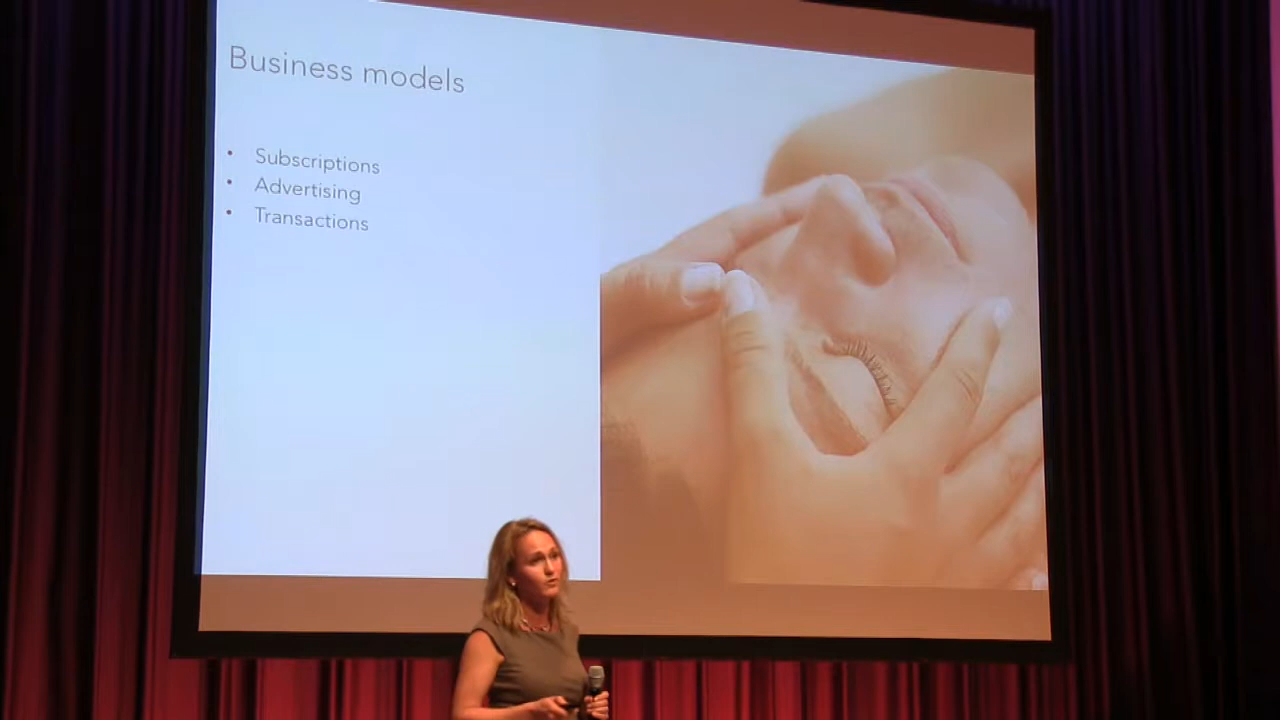 Business models
• Subscriptions
• Advertising
• Transactions